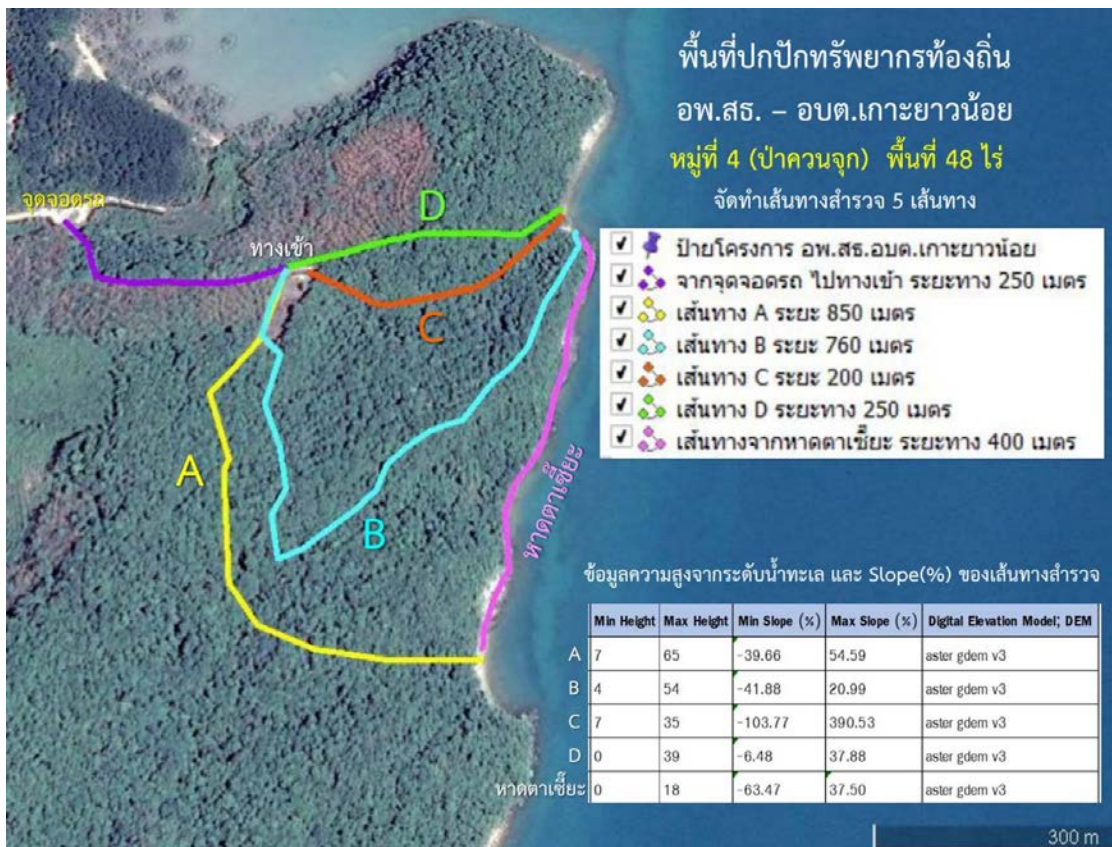 พื้นที่ปกปักทรัพยากรท้องถิ่น
อพ.สธ. – อบต.เกาะยาวน้อย
หมู่ที่ 4 (ป่าควนจุก) พื้นที่ 48 ไร่
จัดทำเส้นทางสำรวจ 5 เส้นทาง
จุดจอดรถ
ทางเข้า
D
C
A
B
หาดตาเซี๊ยะ
ป้ายโครงการ อพ.สธ.อบต.เกาะยาวน้อย
จากจุดจอดรถ ไปทางเข้า ระยะทาง 250 เมตร
เส้นทาง A ระยะ 850 เมตร
เส้นทาง B ระยะ 760 เมตร
เส้นทาง C ระยะ 200 เมตร
เส้นทาง D ระยะทาง 250 เมตร
เส้นทางจากหาดตาเซี๊ยะ ระยะทาง 400 เมตร
ข้อมูลความสูงจากระดับน้ำทะเล และ Slope(%) ของเส้นทางสำรวจ
Min Height Max Height Min Slope (%) Max Slope (%) Digital Elevation Model; DEM
A 7 65 -39.66 54.59 aster gdem v3
B 4 54 -41.88 20.99 aster gdem v3
C 7 35 -103.77 390.53 aster gdem v3
D 0 39 -6.48 37.88 aster gdem v3
หาดตาเซี๊ยะ 0 18 -63.47 37.50 aster gdem v3
300 m